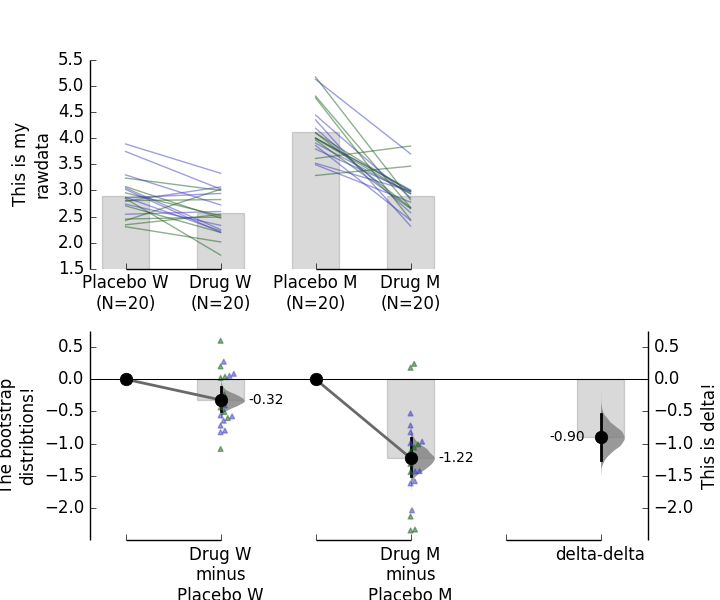 This is my
rawdata
5.5
5.0
4.5
4.0
3.5
3.0
2.5
2.0
1.5
Placebo W
(N=20)
Drug W
(N=20)
Placebo M
(N=20)
Drug M
(N=20)
The bootstrap
distribtions!
0.5
0.0
−0.5
−1.0
−1.5
−2.0
-0.32
-1.22
-0.90
0.5
0.0
−0.5
−1.0
−1.5
−2.0
This is delta!
Drug W
minus
Placebo W
Drug M
minus
Placebo M
delta-delta